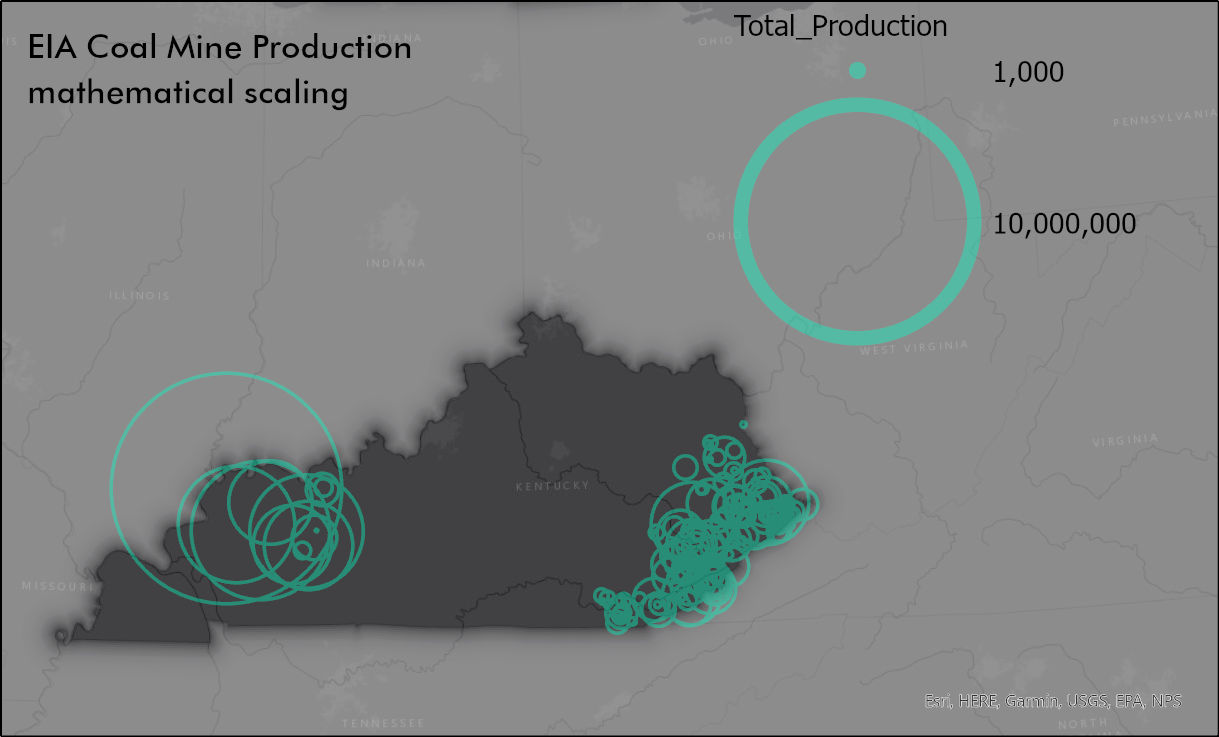 EIA Coal Mine Production
mathematical scaling
Total_Production
1,000
10,000,000
INDIANA
OHIO
PENNSYLVANIA
OHIO
INDIANA
ILLINOIS
WEST VIRGINIA
VIRGINIA
KENTUCKY
MISSOURI
Esri, HERE, Garmin, USGS, EPA, NPS
TENNESSEE
NORTH